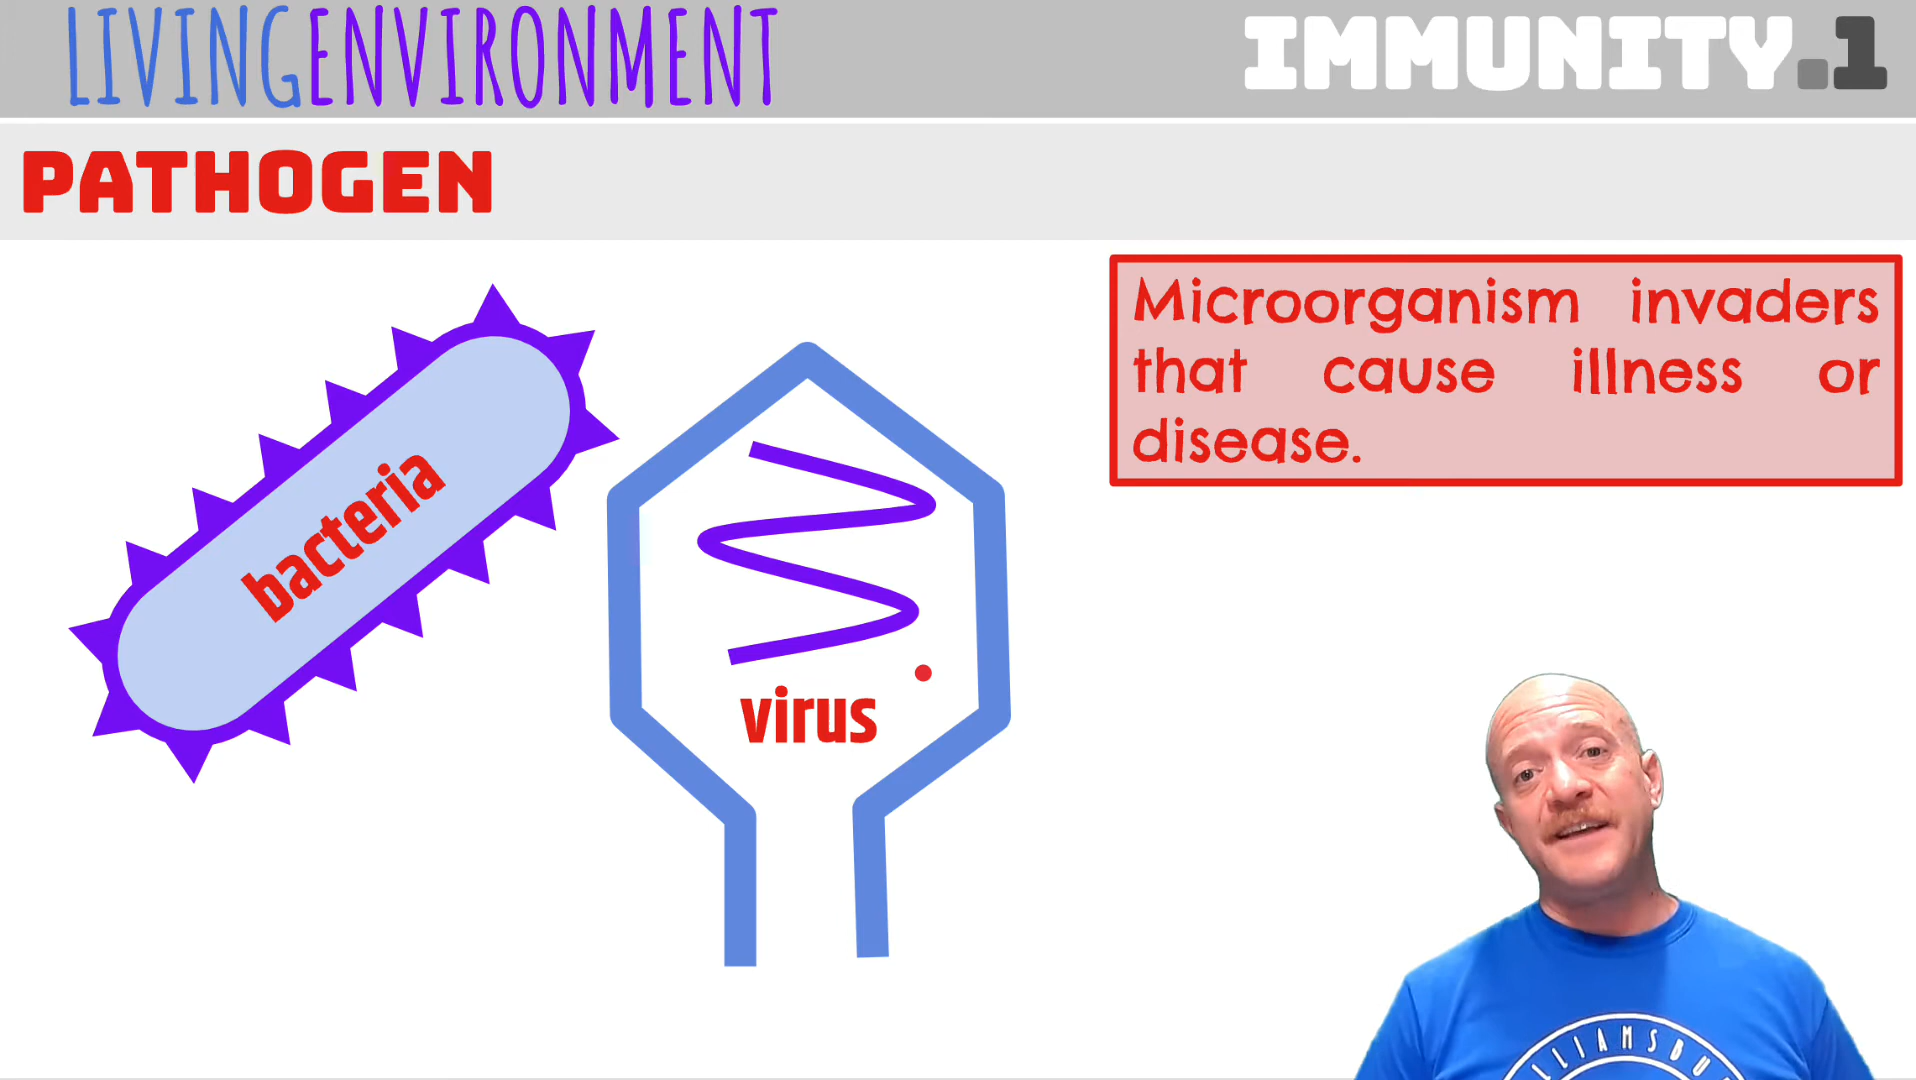 LIVINGENVIRONMENT
IMMUNITY.1
PATHOGEN
Microorganism invaders
that cause illness or
disease.
bacteria
virus